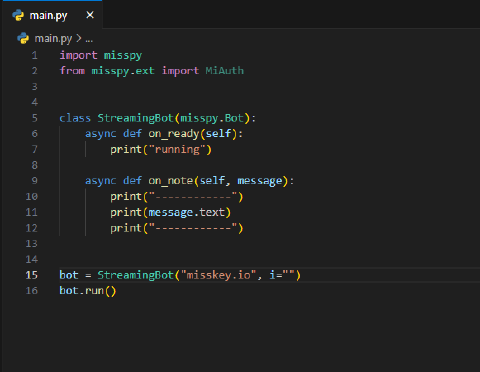 main.py ×
main.py > ...
1 import misspy
2 from misspy.ext import MiAuth
3
4
5 class StreamingBot(misspy.Bot):
6     async def on_ready(self):
7         print("running")
8
9     async def on_note(self, message):
10         print("------------")
11         print(message.text)
12         print("------------")
13
14
15 bot = StreamingBot("misskey.io", i="")
16 bot.run()